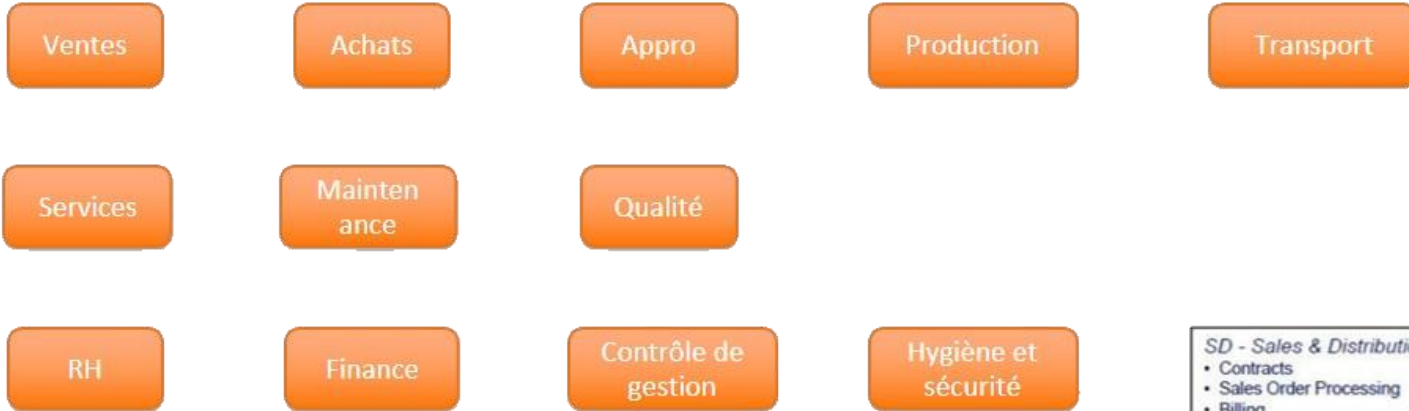 Ventes
Achats
Appro
Production
Transport
Services
Mainten
ance
Qualité
RH
Finance
Contrôle de
gestion
Hygiène et
sécurité
SD - Sales &
• Contracts
• Sales Order Processing
• Billing